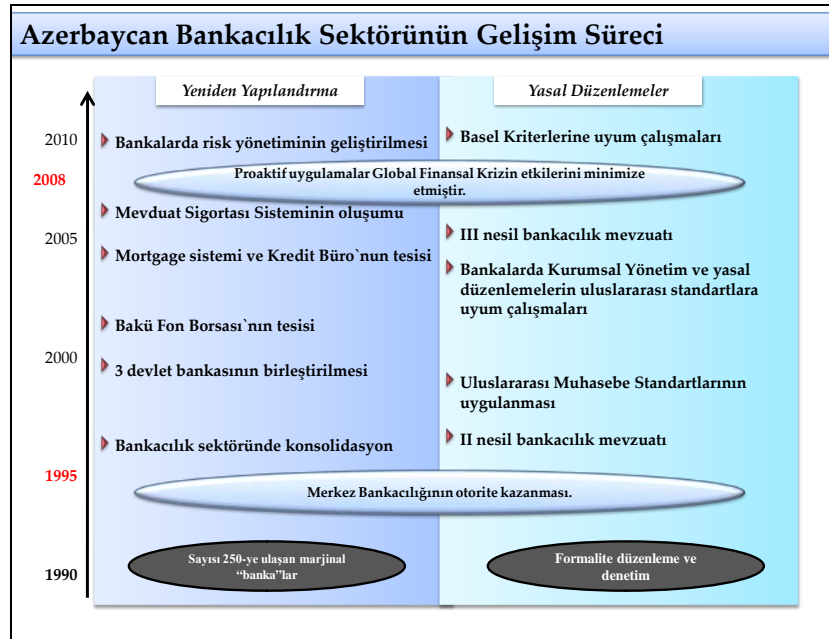 Azerbaycan Bankacılık Sektörünün Gelişim Süreci
Yeniden Yapılandırma
Yasal Düzenlemeler
2010
Bankalarda risk yönetiminin geliştirilmesi
Basel Kriterlerine uyum çalışmaları
2008
Proaktif uygulamalar Global Finansal Krizin etkilerini minimize
etmiştir.
Mevduat Sigortası Sisteminin oluşumu
2005
III nesil bankacılık mevzuatı
Mortgage sistemi ve Kredit Büro`nun tesisi
Bankalarda Kurumsal Yönetim ve yasal
düzenlemelerin uluslararası standartlara
uyum çalışmaları
Bakü Fon Borsası`nın tesisi
2000
3 devlet bankasının birleştirilmesi
Uluslararası Muhasebe Standartlarının
uygulanması
Bankacılık sektöründe konsolidasyon
II nesil bankacılık mevzuatı
1995
Merkez Bankacılığının otorite kazanması.
Sayısı 250-ye ulaşan marjinal
“banka”lar
Formalite düzenleme ve
denetim
1990